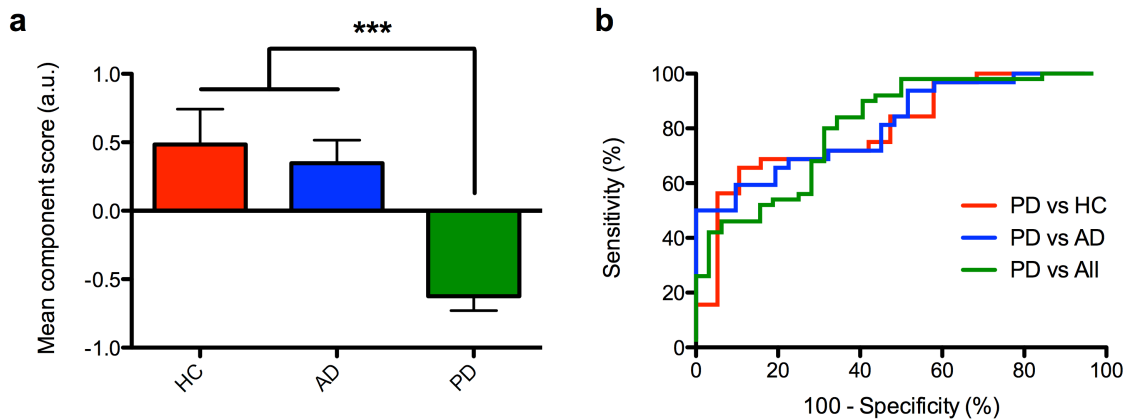 a
***
Mean component score (a.u.)
1.0
0.5
0.0
-0.5
-1.0
HC
AD
PD
b
Sensitivity (%)
100
80
60
40
20
0
PD vs HC
PD vs AD
PD vs All
0
20
40
60
80
100
100 - Specificity (%)